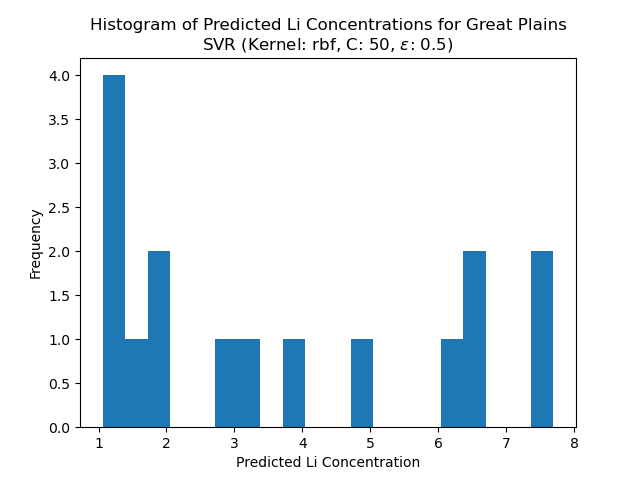 Histogram of Predicted Li Concentrations for Great Plains
SVR (Kernel: rbf, C: 50, ε: 0.5)
4.0
3.5
3.0
2.5
2.0
1.5
1.0
0.5
0.0
Frequency
1 2 3 4 5 6 7 8
Predicted Li Concentration